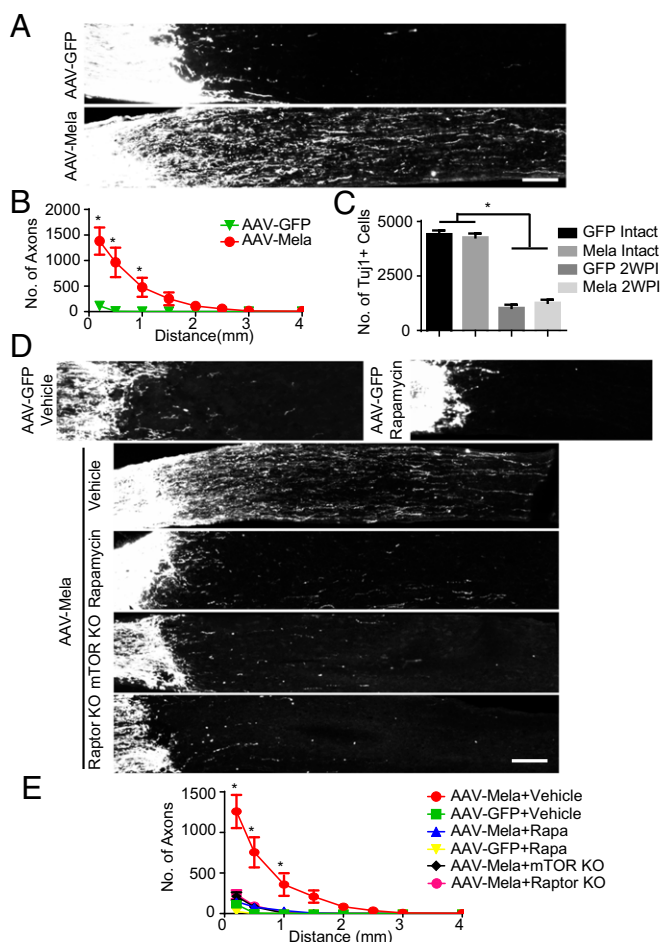 A
AAV-GFP
AAV-Mela
B
No. of Axons
2000
1500
1000
500
0
0
1
2
3
4
Distance(mm)
AAV-GFP
AAV-Mela
*
*
*
C
No. of Tuj1+ Cells
5000
2500
0
*
GFP Intact
Mela Intact
GFP 2WPI
Mela 2WPI
D
AAV-GFP
Vehicle
AAV-GFP
Rapamycin
AAV-Mela
Vehicle
Rapamycin
mTOR KO
Raptor KO
E
No. of Axons
1500
1000
500
0
0
1
2
3
4
Distance (mm)
*
*
*
AAV-Mela+Vehicle
AAV-GFP+Vehicle
AAV-Mela+Rapa
AAV-GFP+Rapa
AAV-Mela+mTOR KO
AAV-Mela+Raptor KO